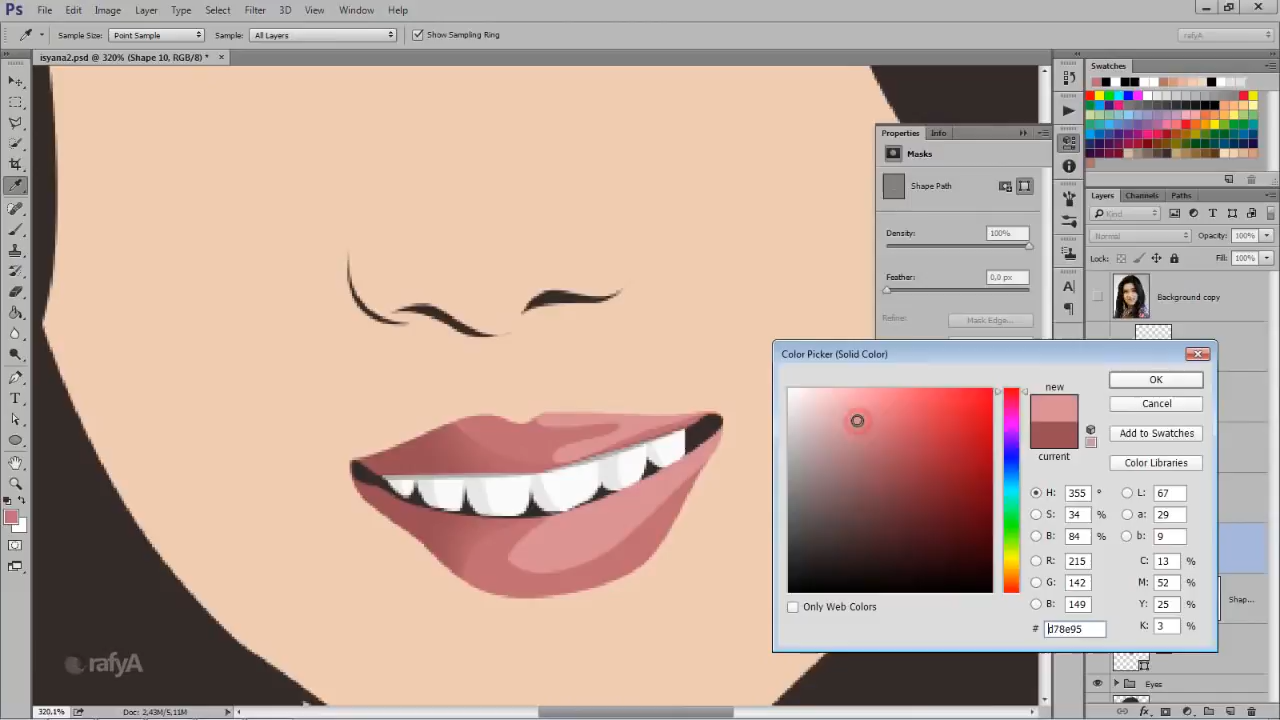 Ps File Edit Image Layer Type Select Filter 3D View Window Help
Sample Size: Point Sample Sample: All Layers Show Sampling Ring rafyA
isyana2.psd @ 320% (Shape 10, RGB/8) * ×
Swatches
Properties Info
Masks
Shape Path
Density: 100%
Feather: 0,0 px
Refine:
Mask Edge...
Layers Channels Paths
Kind
Normal Opacity: 100%
Lock: Fill: 100%
Background copy
Color Picker (Solid Color)
new
current
OK
Cancel
Add to Swatches
Color Libraries
H: 355 °
S: 34 %
B: 84 %
R: 215
G: 142
B: 149
# d78e95
L: 67
a: 29
b: 9
C: 13 %
M: 52 %
Y: 25 %
K: 3 %
Only Web Colors
Shap...
Eyes
rafyA
320,1% Doc: 2,43M/5,11M
fx